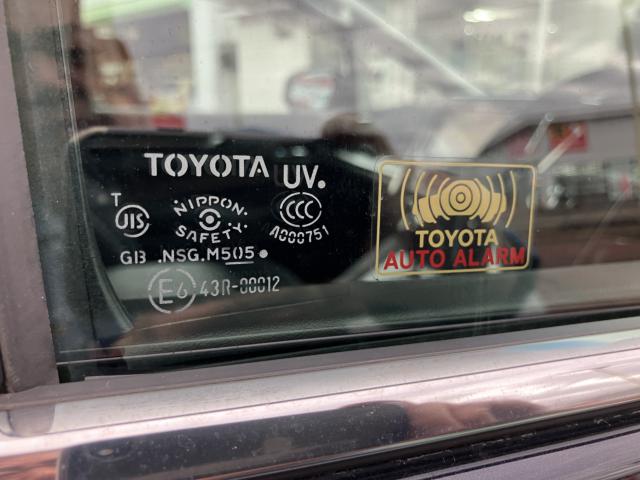 TOYOTA UV.
T
JIS
NIPPON
SAFETY
CCC
A000751
GB .NSG.M505.
E6 43R-00012
TOYOTA
AUTO ALARM